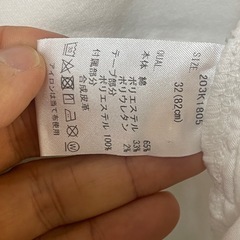 SIZE 203K1805
QUAL 32(82cm)
本体 綿 65%
ポリエステル 33%
ポリウレタン 2%
テープ部分
ポリエステル 100%
付属部分
合成皮革
アイロンは当て布使用